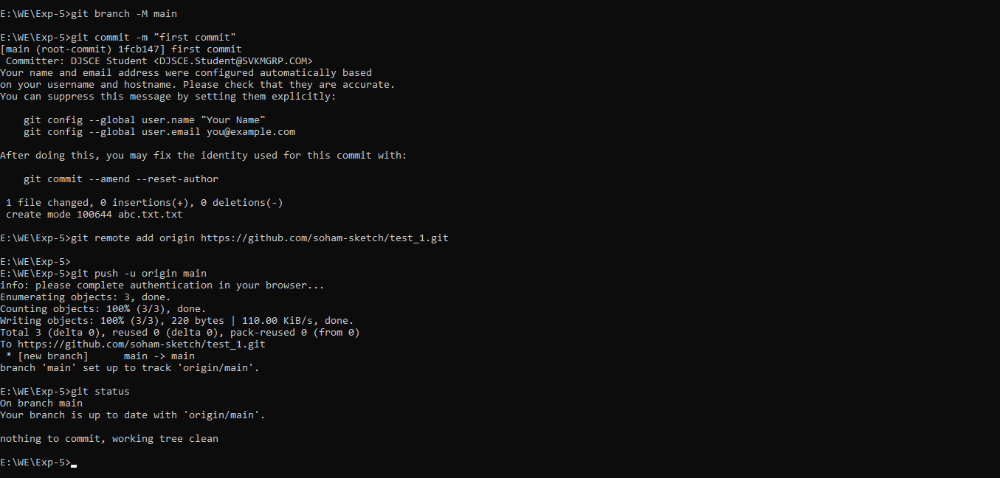 E:\WE\Exp-5>git branch -M main
E:\WE\Exp-5>git commit -m "first commit"
[main (root-commit) 1fcb147] first commit
 Committer: DJSCE Student <DJSCE.Student@SVKMGRP.COM>
Your name and email address were configured automatically based
on your username and hostname. Please check that they are accurate.
You can suppress this message by setting them explicitly:
    git config --global user.name "Your Name"
    git config --global user.email you@example.com
After doing this, you may fix the identity used for this commit with:
    git commit --amend --reset-author
 1 file changed, 0 insertions(+), 0 deletions(-)
 create mode 100644 abc.txt.txt
E:\WE\Exp-5>git remote add origin https://github.com/soham-sketch/test_1.git
E:\WE\Exp-5>
E:\WE\Exp-5>git push -u origin main
info: please complete authentication in your browser...
Enumerating objects: 3, done.
Counting objects: 100% (3/3), done.
Writing objects: 100% (3/3), 220 bytes | 110.00 KiB/s, done.
Total 3 (delta 0), reused 0 (delta 0), pack-reused 0 (from 0)
To https://github.com/soham-sketch/test_1.git
 * [new branch]      main -> main
branch 'main' set up to track 'origin/main'.
E:\WE\Exp-5>git status
On branch main
Your branch is up to date with 'origin/main'.
nothing to commit, working tree clean
E:\WE\Exp-5>